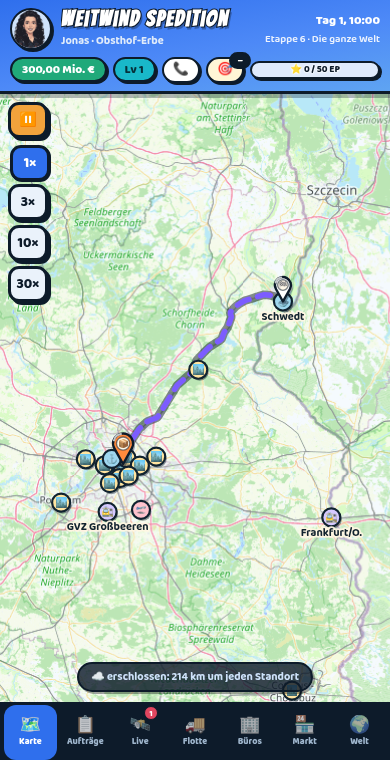 WEITWIND SPEDITION
Jonas · Obsthof-Erbe
Tag 1, 10:00
Etappe 6 · Die ganze Welt
300,00 Mio. €
Lv 1
–
0 / 50 EP
1×
3×
10×
30×
Naturpark
am Stettiner
Haff
Puszcza
Goleniows
Szczecin
Feldberger
Seenlandschaft
Uckermärkische
Seen
Land
Schorfheide
Chorin
Schwedt
GVZ Großbeeren
Frankfurt/O.
Naturpark
Nuthe-
Nieplitz
Dahme-
Heideseen
Biosphärenreservat
Spreewald
erschlossen: 214 km um jeden Standort
1
Karte
Aufträge
Live
Flotte
Büros
Markt
Welt